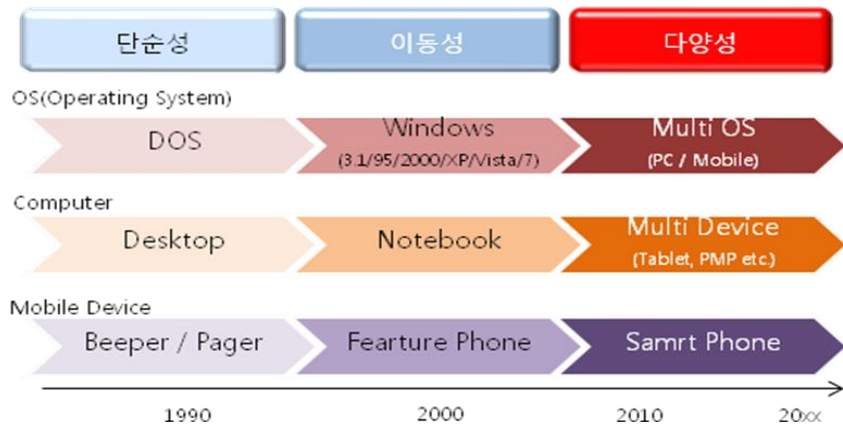 단순성 이동성 다양성
OS(Operating System)
DOS Windows Multi OS
(3.1/95/2000/XP/Vista/7) (PC / Mobile)
Computer
Desktop Notebook Multi Device
(Tablet, PMP etc.)
Mobile Device
Beeper / Pager Fearture Phone Samrt Phone
1990 2000 2010 20xx